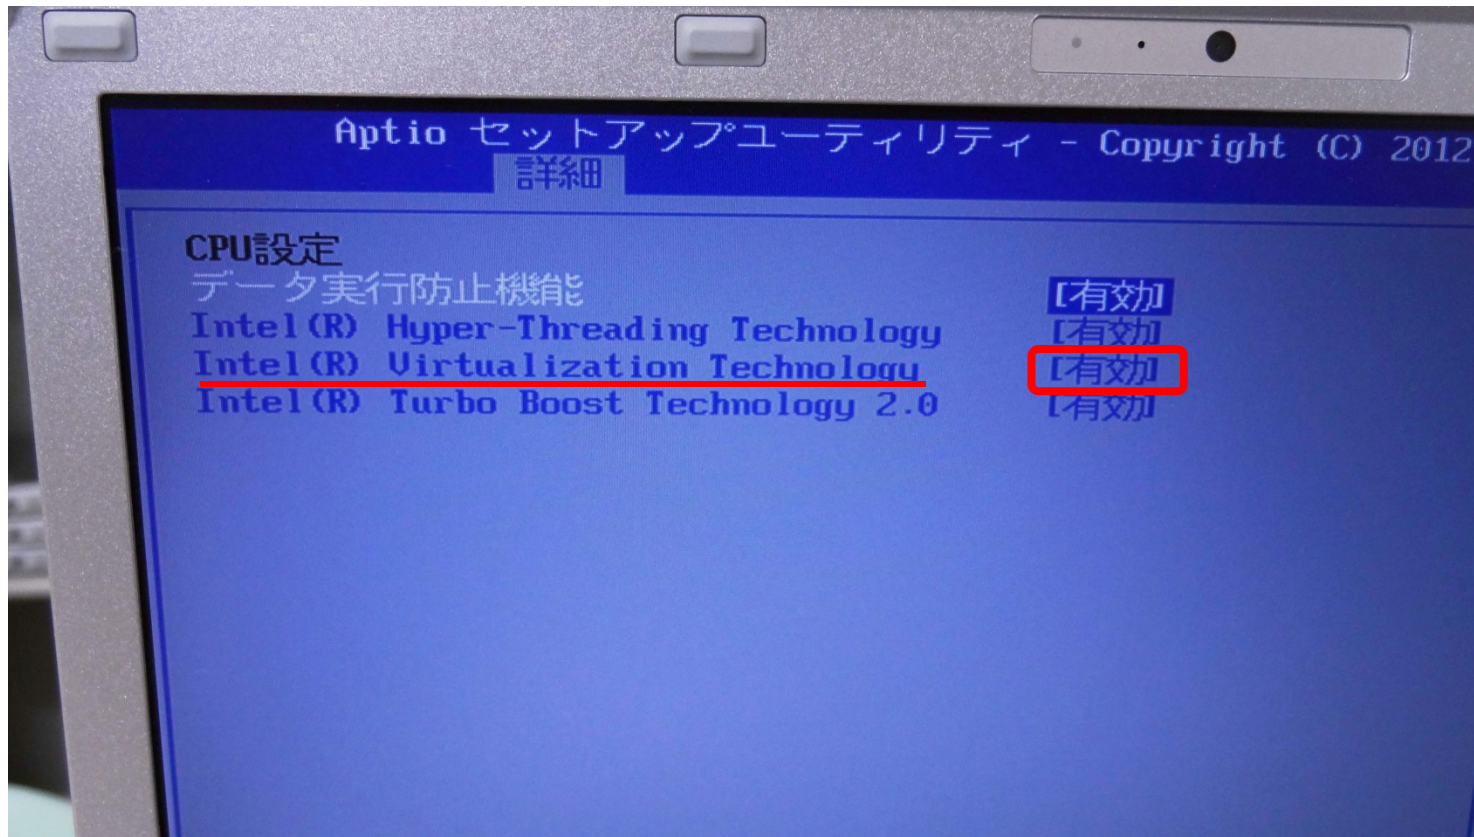 Aptio セットアップユーティリティ - Copyright (C) 2012
詳細
CPU設定
データ実行防止機能 [有効]
Intel(R) Hyper-Threading Technology [有効]
Intel(R) Virtualization Technology [有効]
Intel(R) Turbo Boost Technology 2.0 [有効]